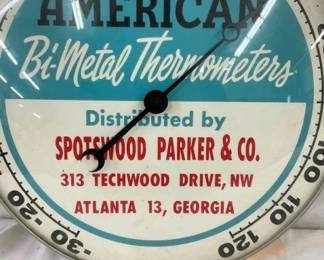 AMERICAN
Bi-Metal Thermometers
Distributed by
SPOTSWOOD PARKER & CO.
313 TECHWOOD DRIVE, NW
ATLANTA 13, GEORGIA
-30
-20
100
120